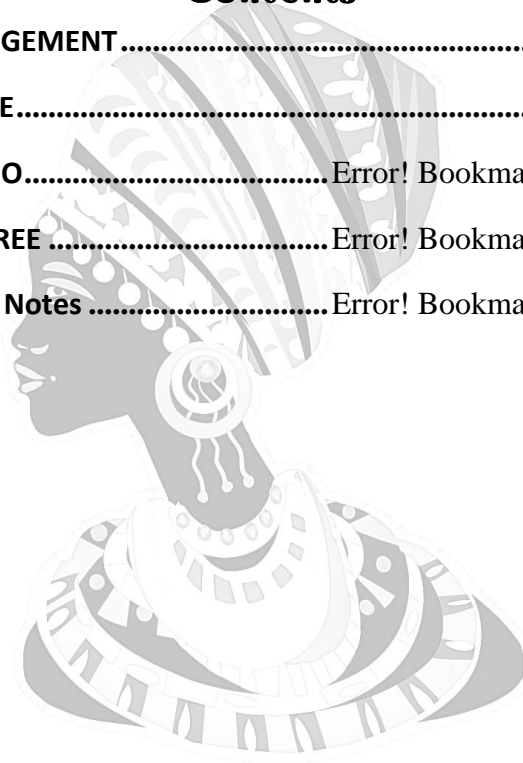 Contents
GEMENT.................................................
E.................................................................
O......................................Error! Bookma
REE ..................................Error! Bookma
Notes .............................Error! Bookma